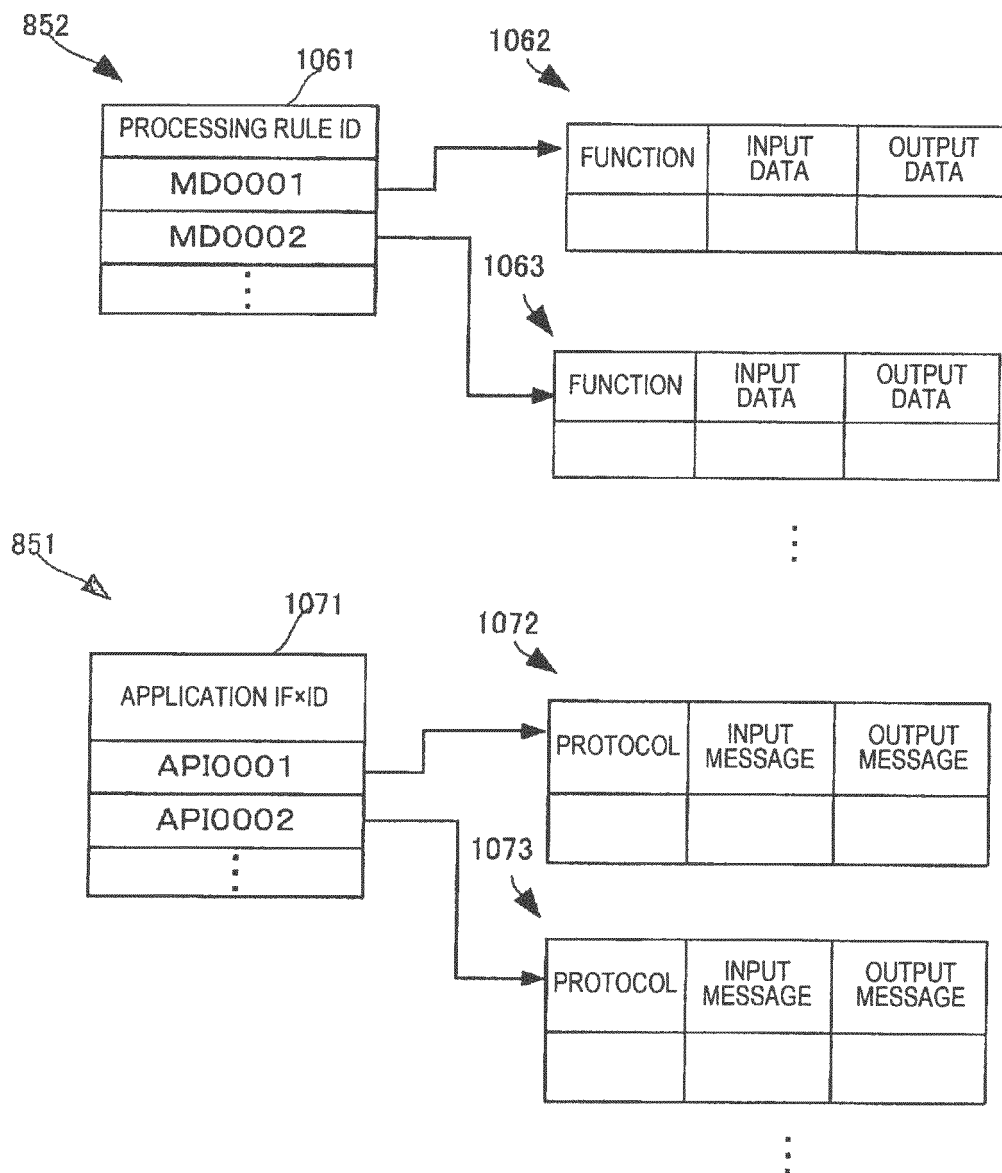 852
1061
PROCESSING RULE ID
MD0001
MD0002
1062
FUNCTION
INPUT
DATA
OUTPUT
DATA
1063
FUNCTION
INPUT
DATA
OUTPUT
DATA
851
1071
APPLICATION IF×ID
API0001
API0002
1072
PROTOCOL
INPUT
MESSAGE
OUTPUT
MESSAGE
1073
PROTOCOL
INPUT
MESSAGE
OUTPUT
MESSAGE